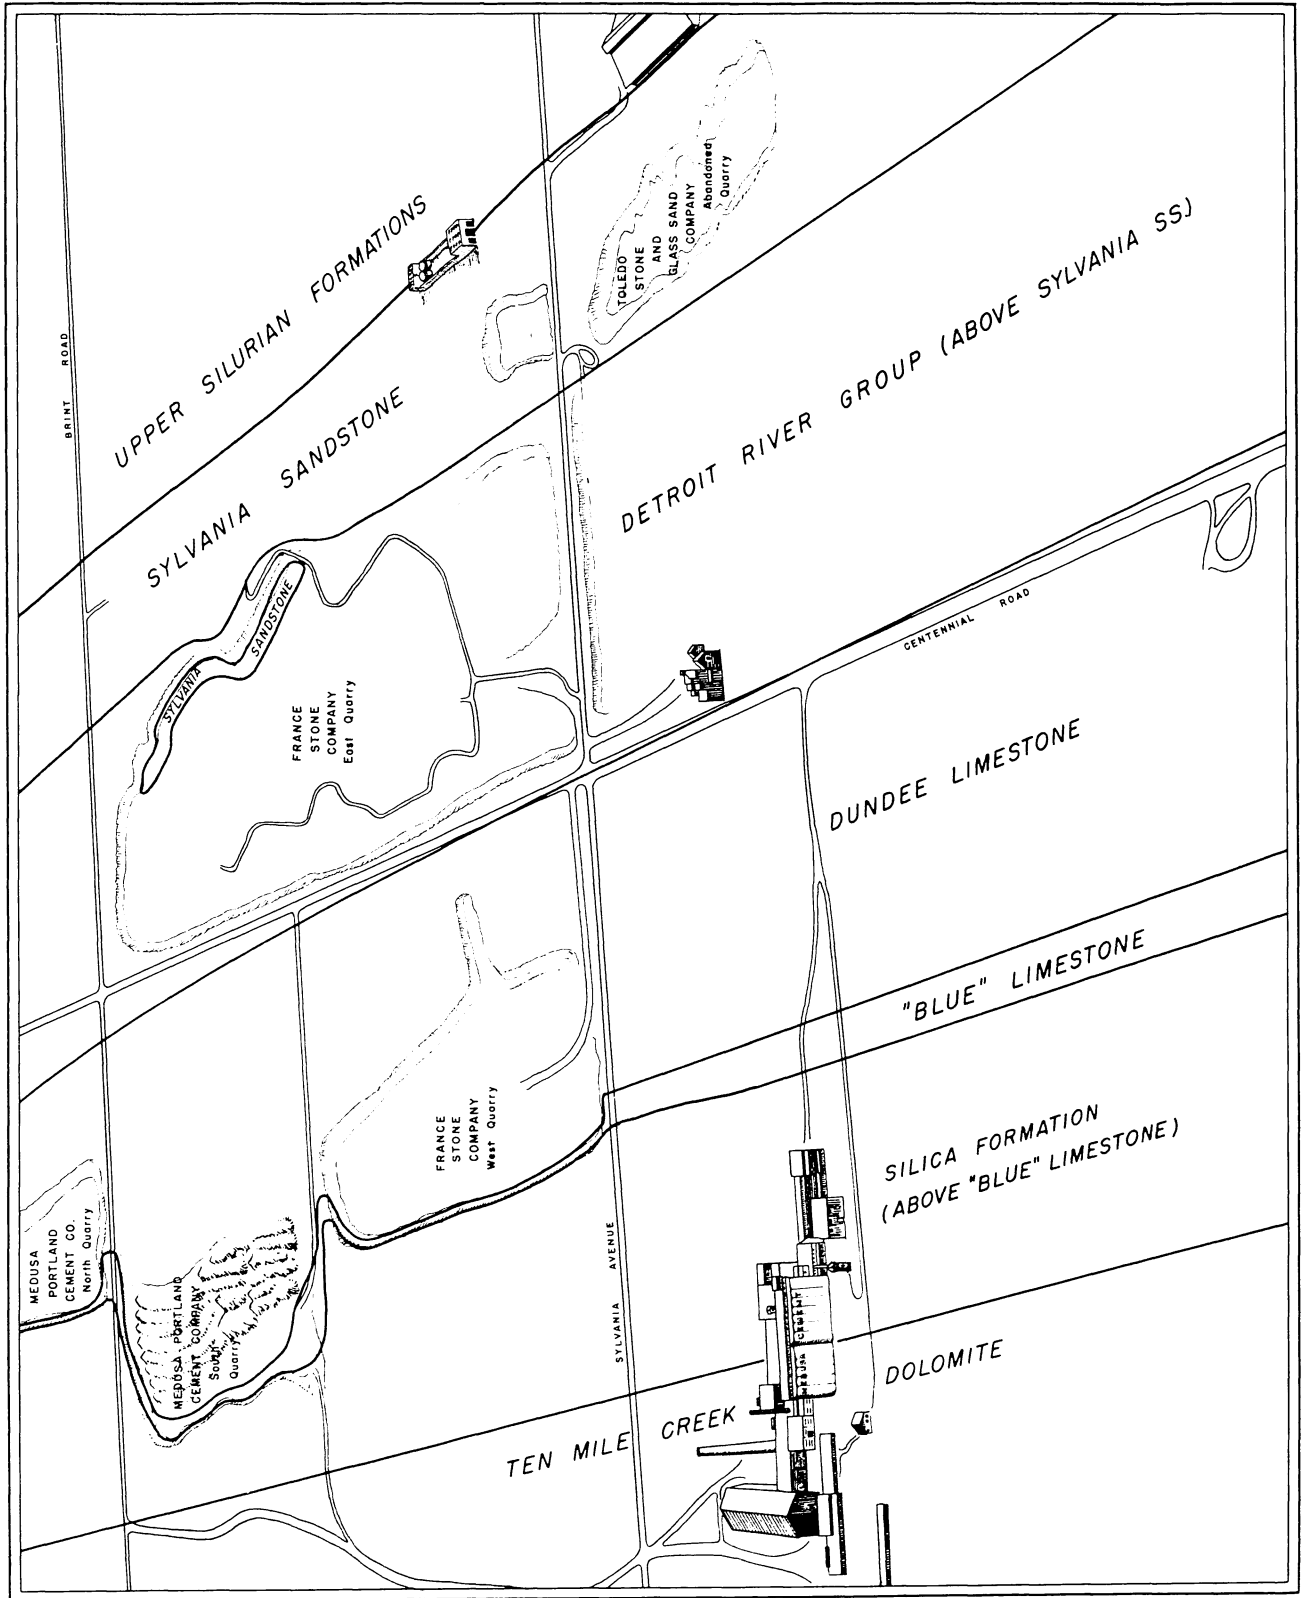 BRINT ROAD
UPPER SILURIAN FORMATIONS
SYLVANIA SANDSTONE
TOLEDO
STONE
AND
GLASS SAND
COMPANY
Abandoned
Quarry
DETROIT RIVER GROUP (ABOVE SYLVANIA SS)
SYLVANIA SANDSTONE
FRANCE
STONE
COMPANY
East Quarry
CENTENNIAL ROAD
DUNDEE LIMESTONE
"BLUE" LIMESTONE
FRANCE
STONE
COMPANY
West Quarry
SILICA FORMATION
(ABOVE "BLUE" LIMESTONE)
MEDUSA
PORTLAND
CEMENT CO.
North Quarry
MEDUSA PORTLAND
CEMENT COMPANY
South
Quarry
SYLVANIA AVENUE
MEDUSA CEMENT
TEN MILE CREEK DOLOMITE